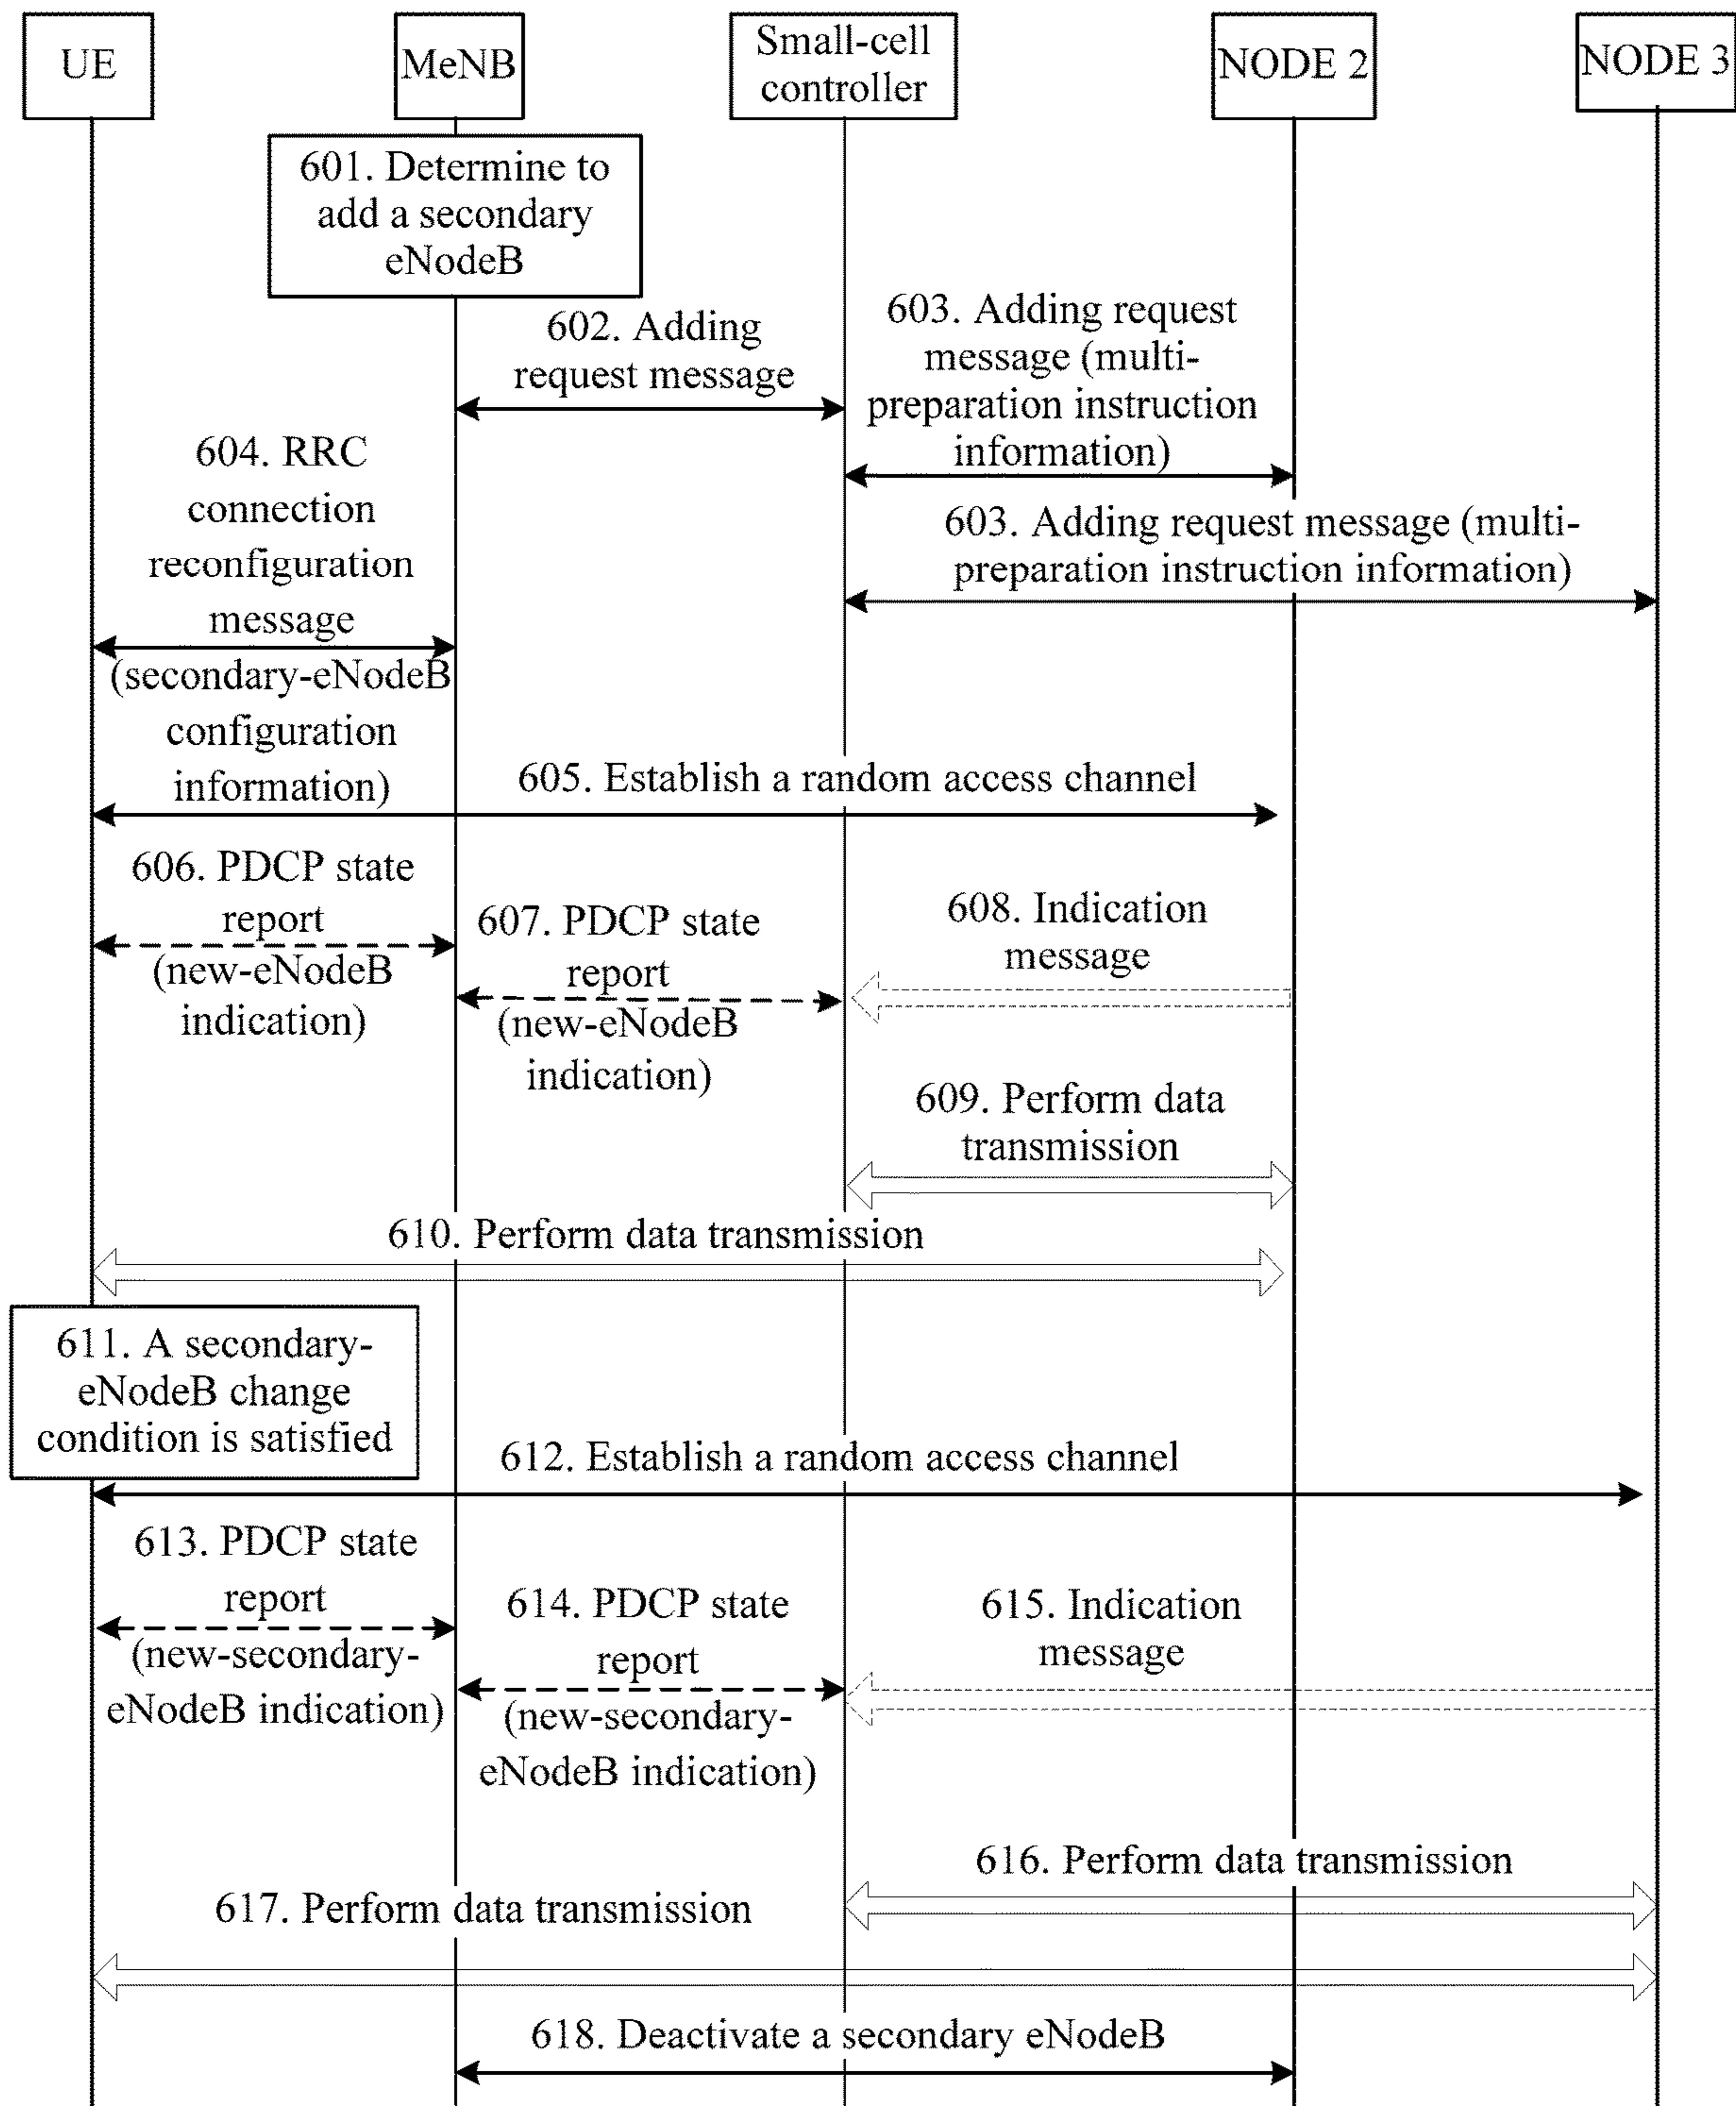 UE
MeNB
Small-cell
controller
NODE 2
NODE 3
601. Determine to
add a secondary
eNodeB
602. Adding
request message
603. Adding request
message (multi-
preparation instruction
information)
603. Adding request message (multi-
preparation instruction information)
604. RRC
connection
reconfiguration
message
(secondary-eNodeB
configuration
information)
605. Establish a random access channel
606. PDCP state
report
(new-eNodeB
indication)
607. PDCP state
report
(new-eNodeB
indication)
608. Indication
message
609. Perform data
transmission
610. Perform data transmission
611. A secondary-
eNodeB change
condition is satisfied
612. Establish a random access channel
613. PDCP state
report
(new-secondary-
eNodeB indication)
614. PDCP state
report
(new-secondary-
eNodeB indication)
615. Indication
message
616. Perform data transmission
617. Perform data transmission
618. Deactivate a secondary eNodeB